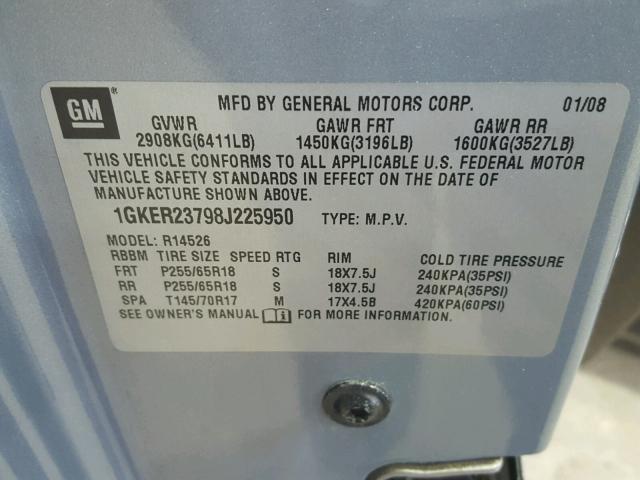 GM
MFD BY GENERAL MOTORS CORP. 01/08
GVWR GAWR FRT GAWR RR
2908KG(6411LB) 1450KG(3196LB) 1600KG(3527LB)
THIS VEHICLE CONFORMS TO ALL APPLICABLE U.S. FEDERAL MOTOR
VEHICLE SAFETY STANDARDS IN EFFECT ON THE DATE OF
MANUFACTURE SHOWN ABOVE.
1GKER23798J225950 TYPE: M.P.V.
MODEL: R14526
RBBM TIRE SIZE SPEED RTG RIM COLD TIRE PRESSURE
FRT P255/65R18 S 18X7.5J 240KPA(35PSI)
RR P255/65R18 S 18X7.5J 240KPA(35PSI)
SPA T145/70R17 M 17X4.5B 420KPA(60PSI)
SEE OWNER'S MANUAL FOR MORE INFORMATION.